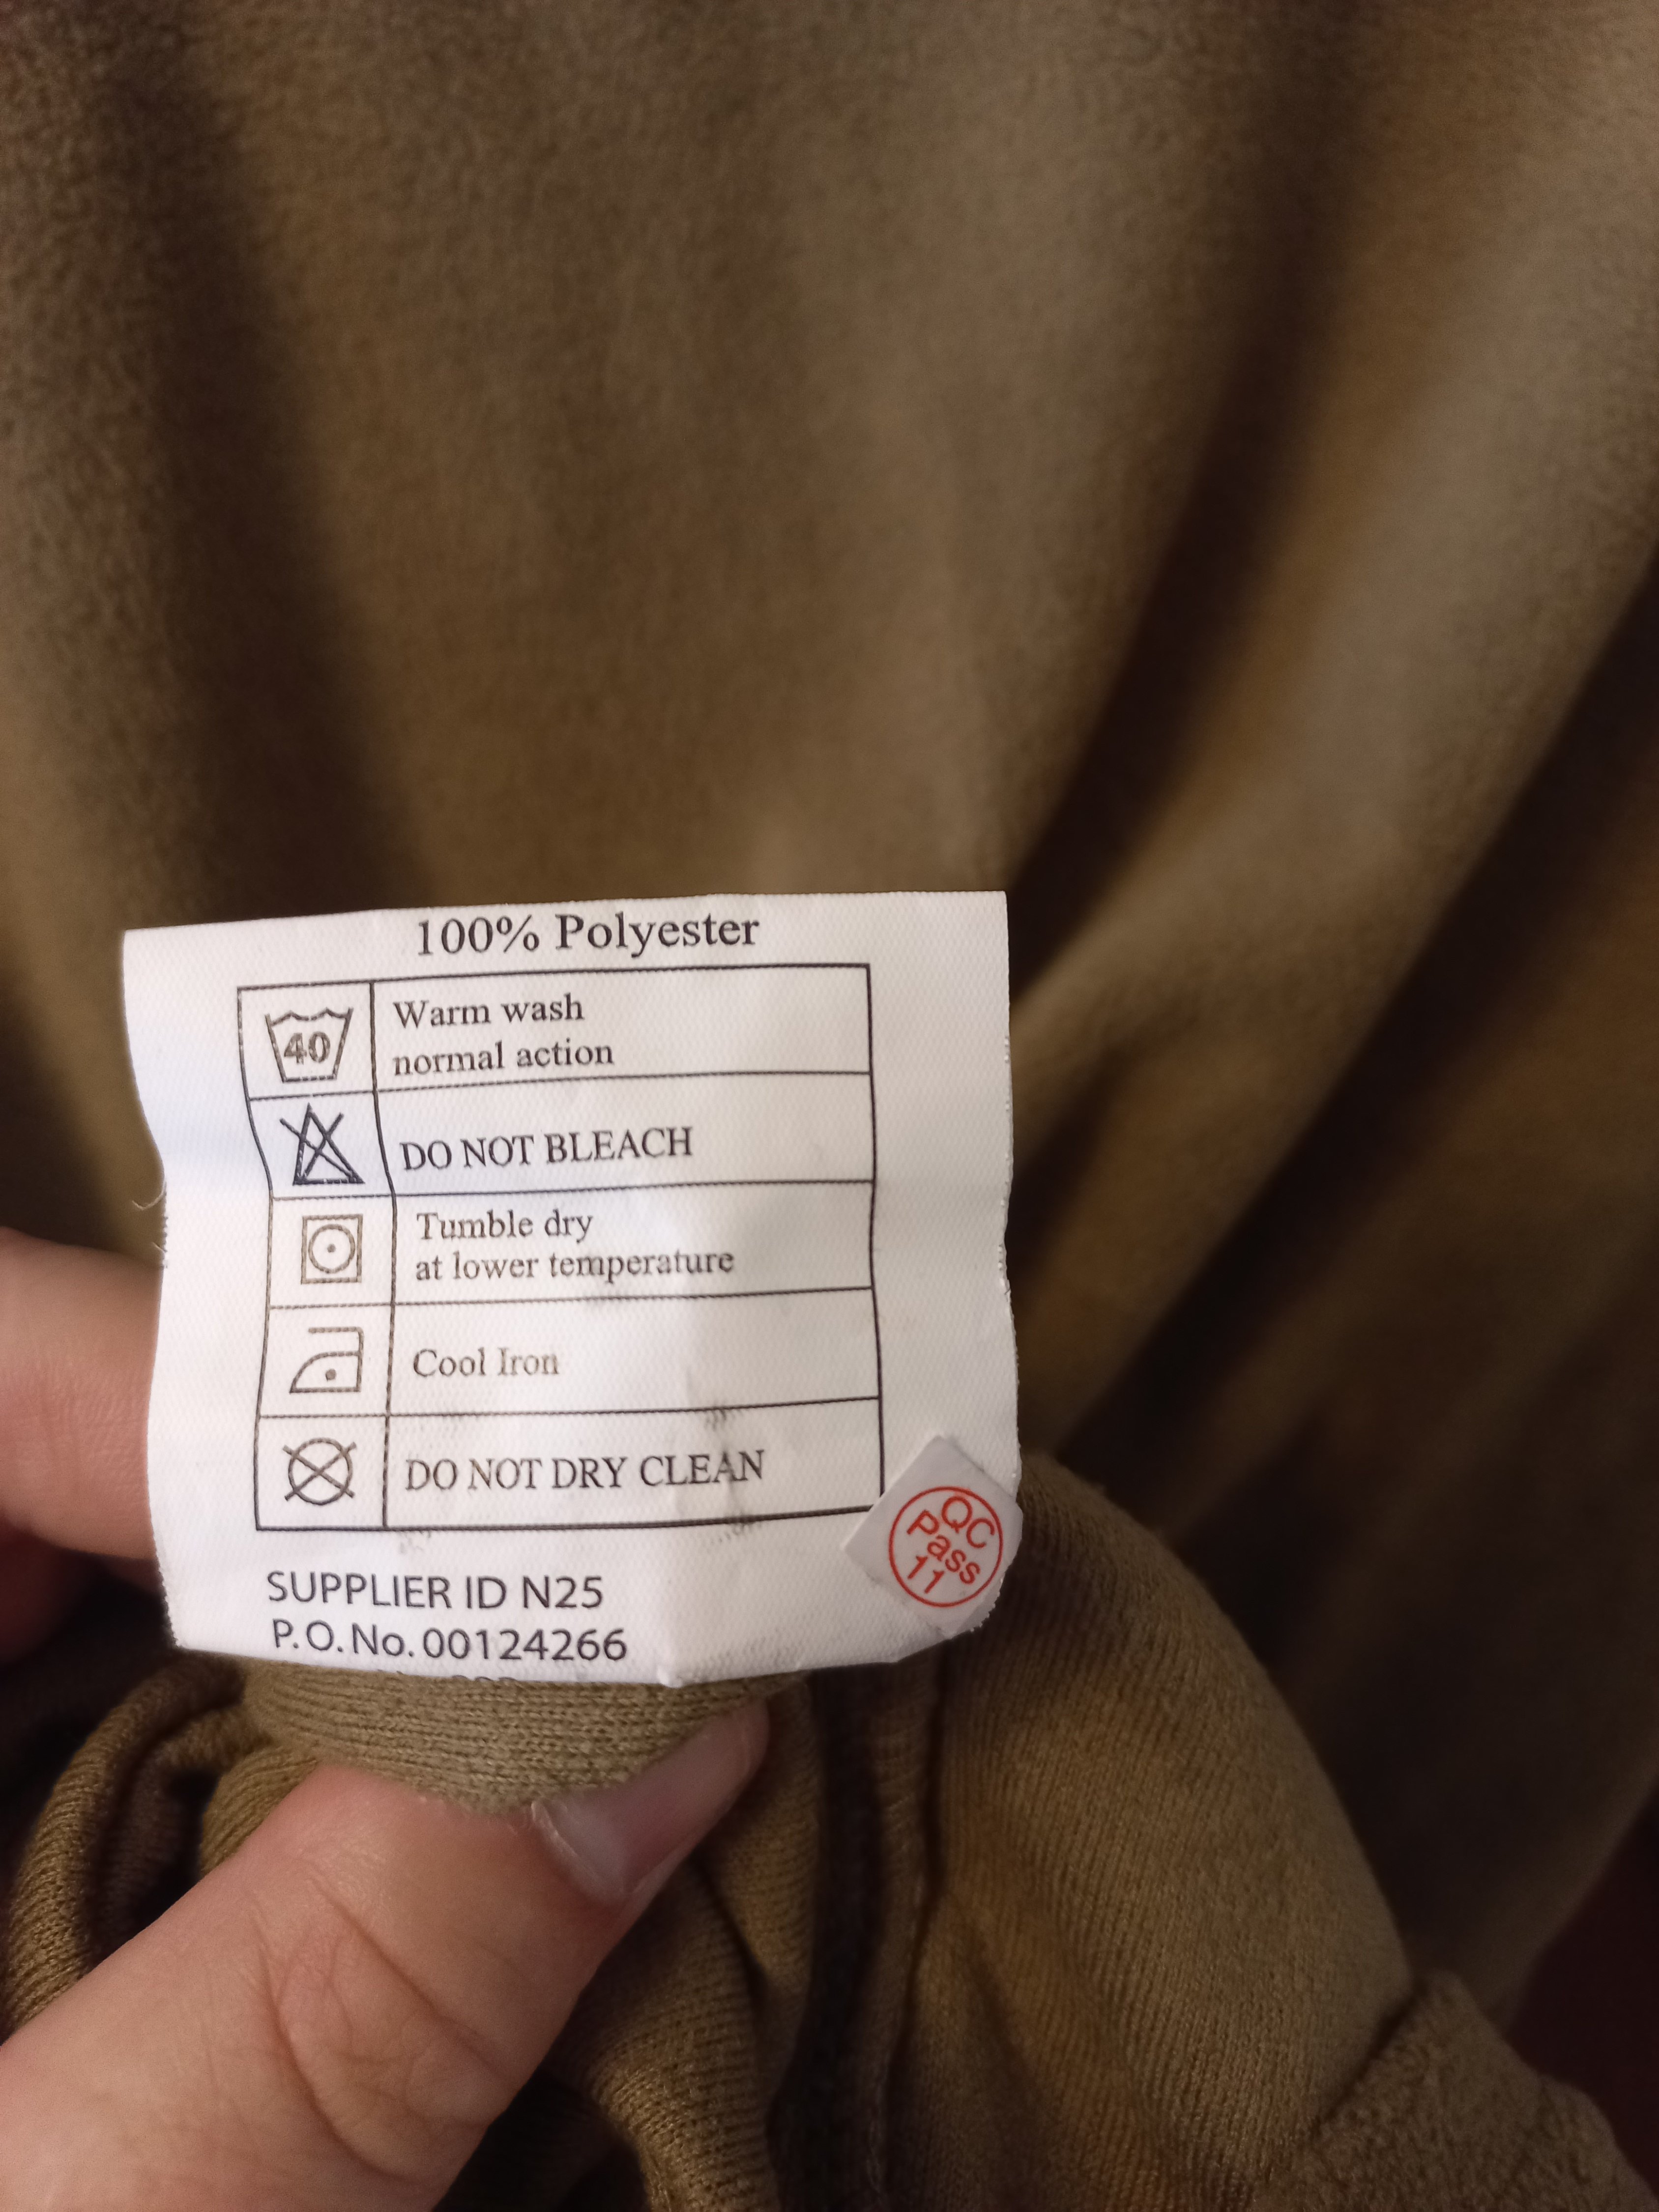 100% Polyester
40
Warm wash
normal action
DO NOT BLEACH
Tumble dry
at lower temperature
Cool Iron
DO NOT DRY CLEAN
QC
Pass
11
SUPPLIER ID N25
P.O.No.00124266